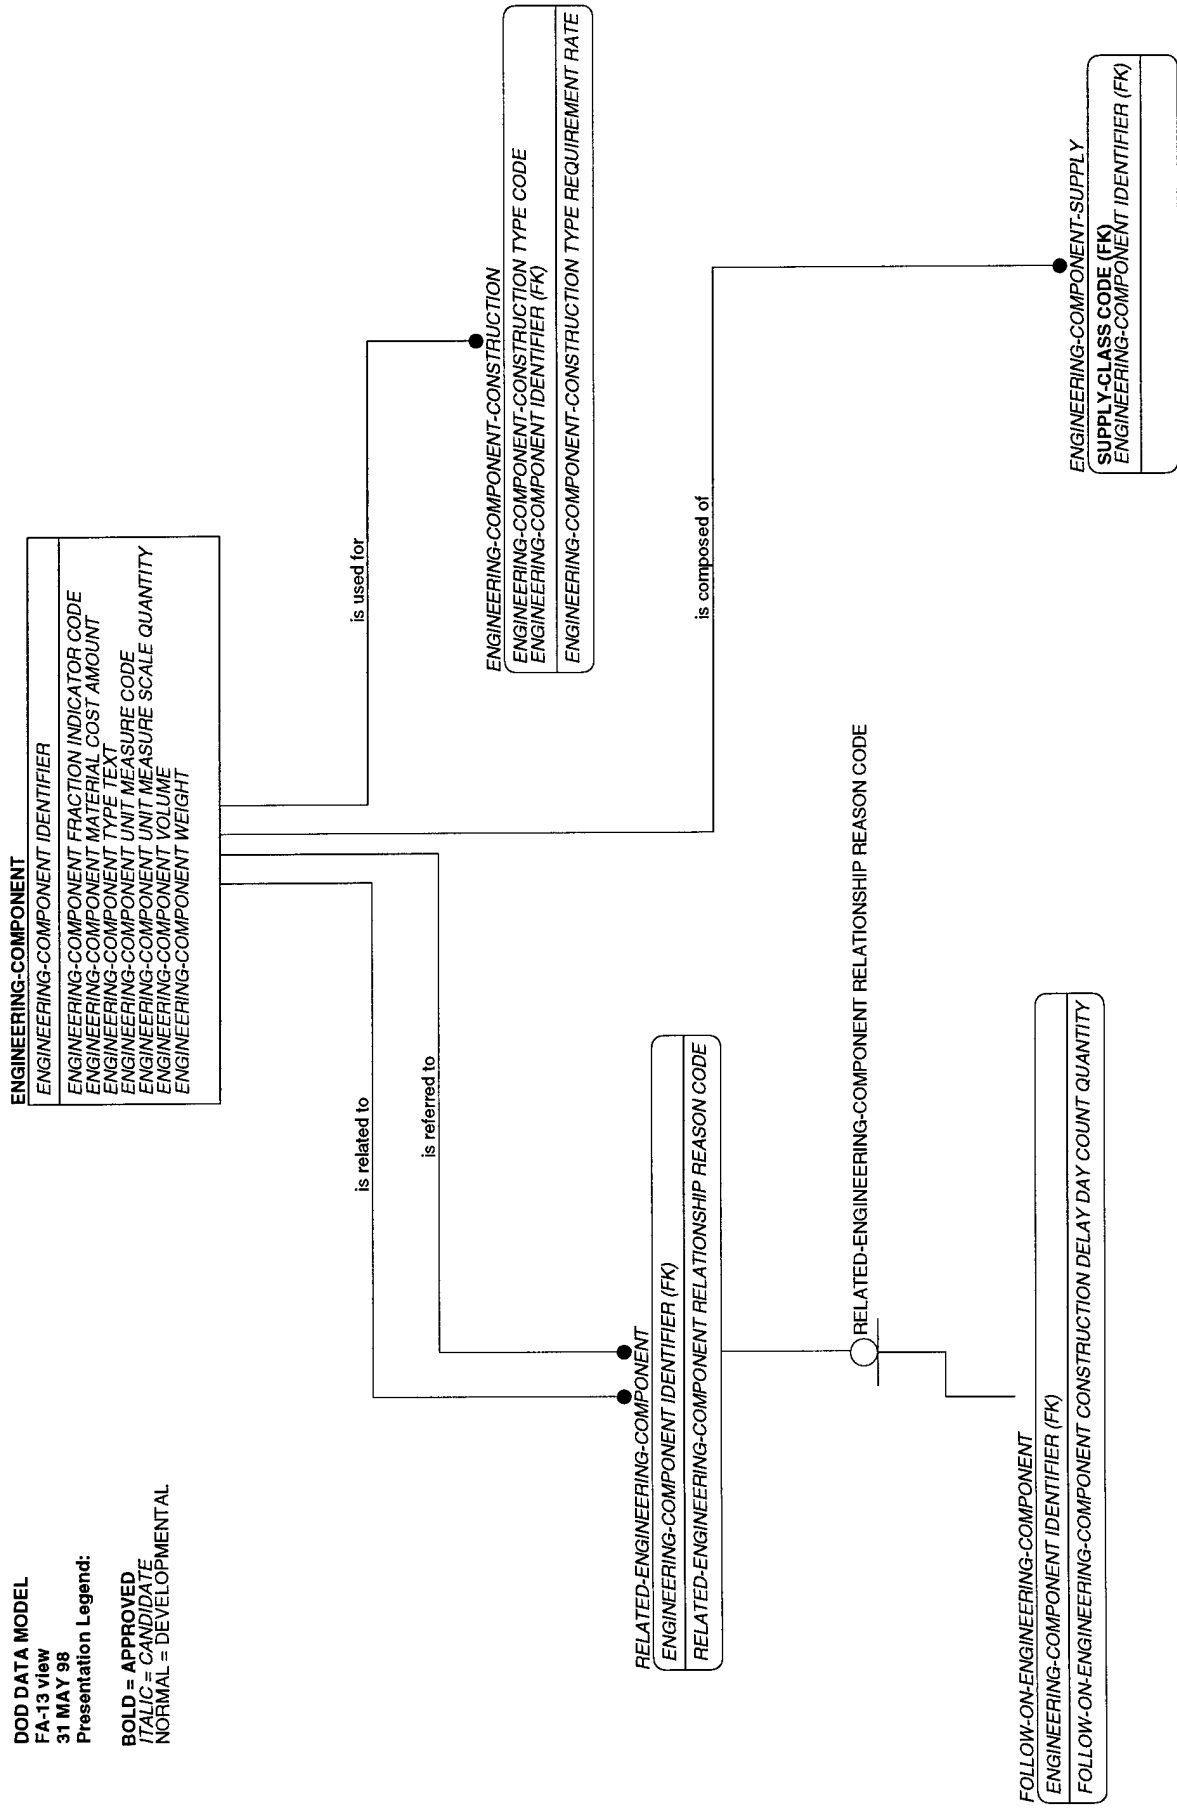 DOD DATA MODEL
FA-13 view
31 MAY 98
Presentation Legend:
BOLD = APPROVED
ITALIC = CANDIDATE
NORMAL = DEVELOPMENTAL
ENGINEERING-COMPONENT
ENGINEERING-COMPONENT IDENTIFIER
ENGINEERING-COMPONENT FRACTION INDICATOR CODE
ENGINEERING-COMPONENT MATERIAL COST AMOUNT
ENGINEERING-COMPONENT TYPE TEXT
ENGINEERING-COMPONENT UNIT MEASURE CODE
ENGINEERING-COMPONENT UNIT MEASURE SCALE QUANTITY
ENGINEERING-COMPONENT VOLUME
ENGINEERING-COMPONENT WEIGHT
is related to
is referred to
is used for
is composed of
ENGINEERING-COMPONENT-CONSTRUCTION
ENGINEERING-COMPONENT-CONSTRUCTION TYPE CODE
ENGINEERING-COMPONENT IDENTIFIER (FK)
ENGINEERING-COMPONENT-CONSTRUCTION TYPE REQUIREMENT RATE
RELATED-ENGINEERING-COMPONENT
ENGINEERING-COMPONENT IDENTIFIER (FK)
RELATED-ENGINEERING-COMPONENT RELATIONSHIP REASON CODE
RELATED-ENGINEERING-COMPONENT RELATIONSHIP REASON CODE
FOLLOW-ON-ENGINEERING-COMPONENT
ENGINEERING-COMPONENT IDENTIFIER (FK)
FOLLOW-ON-ENGINEERING-COMPONENT CONSTRUCTION DELAY DAY COUNT QUANTITY
ENGINEERING-COMPONENT-SUPPLY
SUPPLY-CLASS CODE (FK)
ENGINEERING-COMPONENT IDENTIFIER (FK)